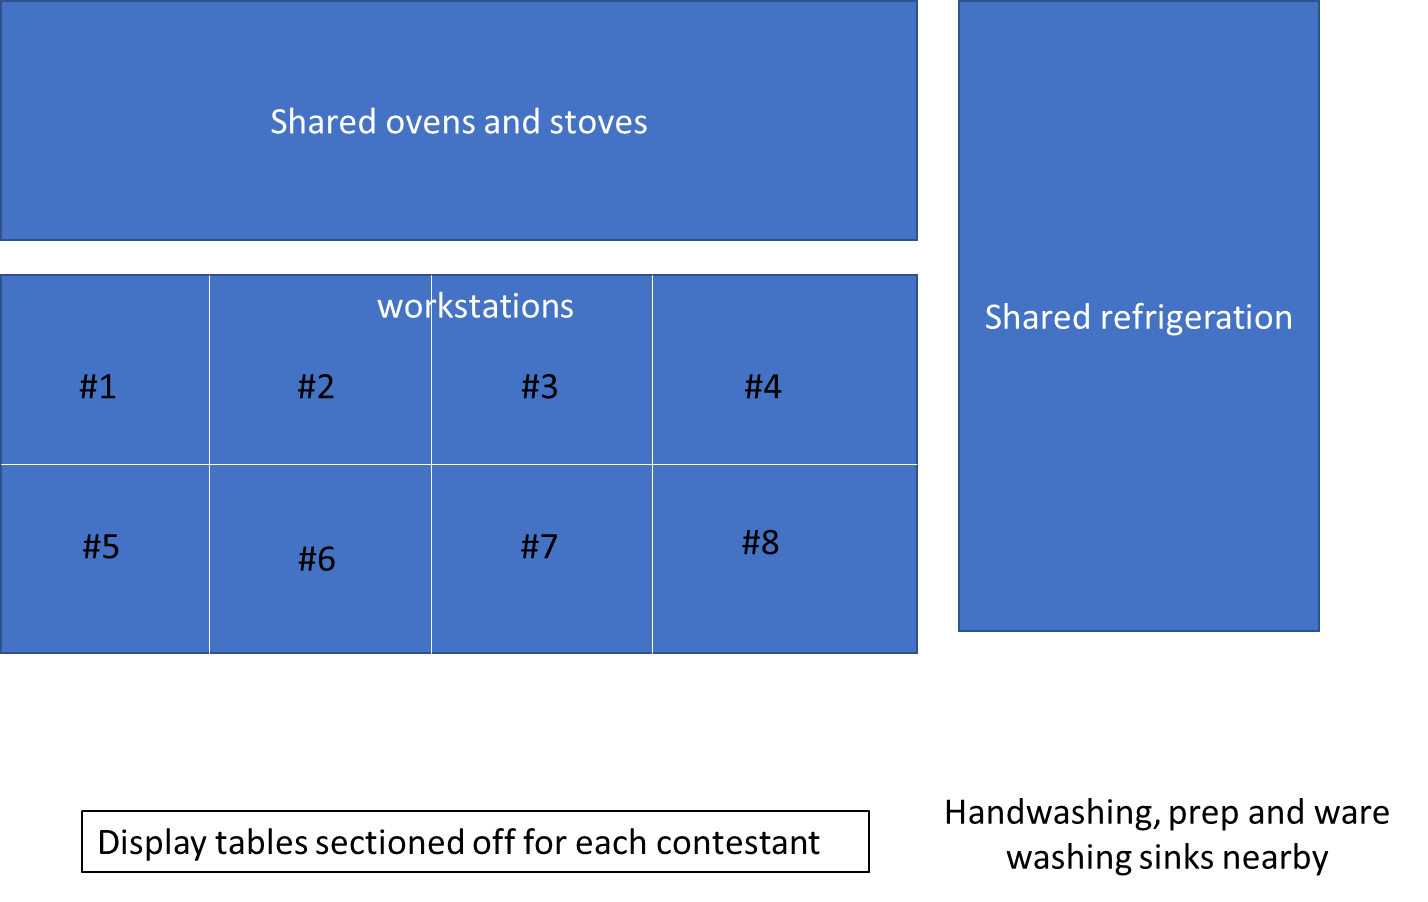 Shared ovens and stoves
Shared refrigeration
workstations
#1
#2
#3
#4
#5
#6
#7
#8
Display tables sectioned off for each contestant
Handwashing, prep and ware
washing sinks nearby